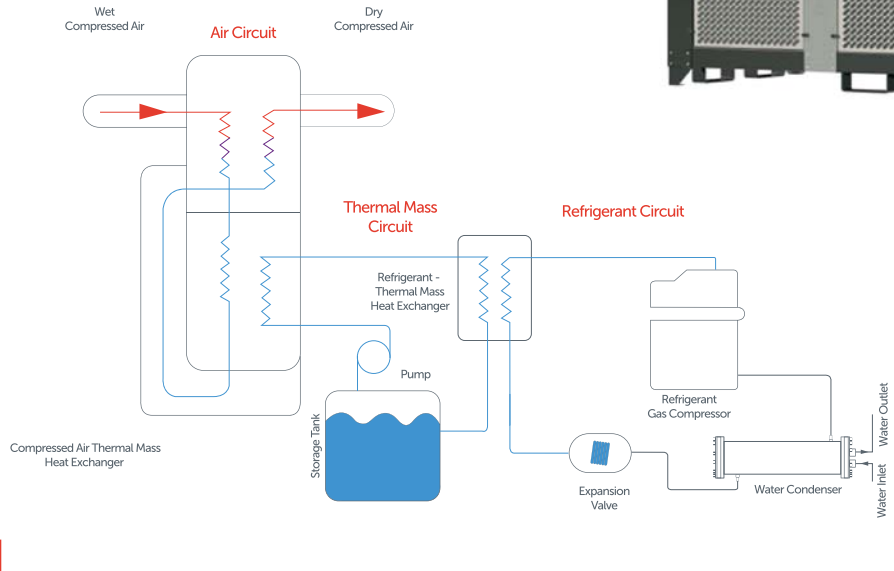 Wet
Compressed Air
Air Circuit
Dry
Compressed Air
Thermal Mass
Circuit
Refrigerant Circuit
Refrigerant -
Thermal Mass
Heat Exchanger
Pump
Refrigerant
Gas Compressor
Storage Tank
Compressed Air Thermal Mass
Heat Exchanger
Expansion
Valve
Water Condenser
Water Outlet
Water Inlet